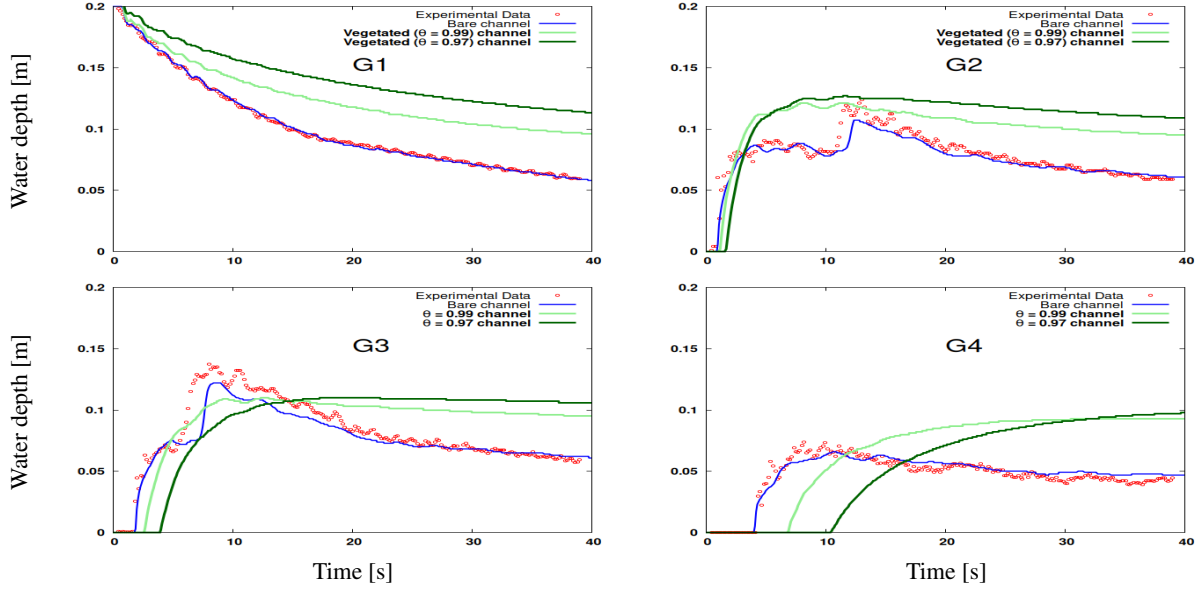 Water depth [m]
0.2
0.15
0.1
0.05
0
0
10
20
30
40
Experimental Data
Bare channel
Vegetated (θ = 0.99) channel
Vegetated (θ = 0.97) channel
G1
0.2
0.15
0.1
0.05
0
0
10
20
30
40
Experimental Data
Bare channel
Vegetated (θ = 0.99) channel
Vegetated (θ = 0.97) channel
G2
Water depth [m]
0.2
0.15
0.1
0.05
0
0
10
20
30
40
Experimental Data
Bare channel
θ = 0.99 channel
θ = 0.97 channel
G3
Time [s]
0.2
0.15
0.1
0.05
0
0
10
20
30
40
Experimental Data
Bare channel
θ = 0.99 channel
θ = 0.97 channel
G4
Time [s]